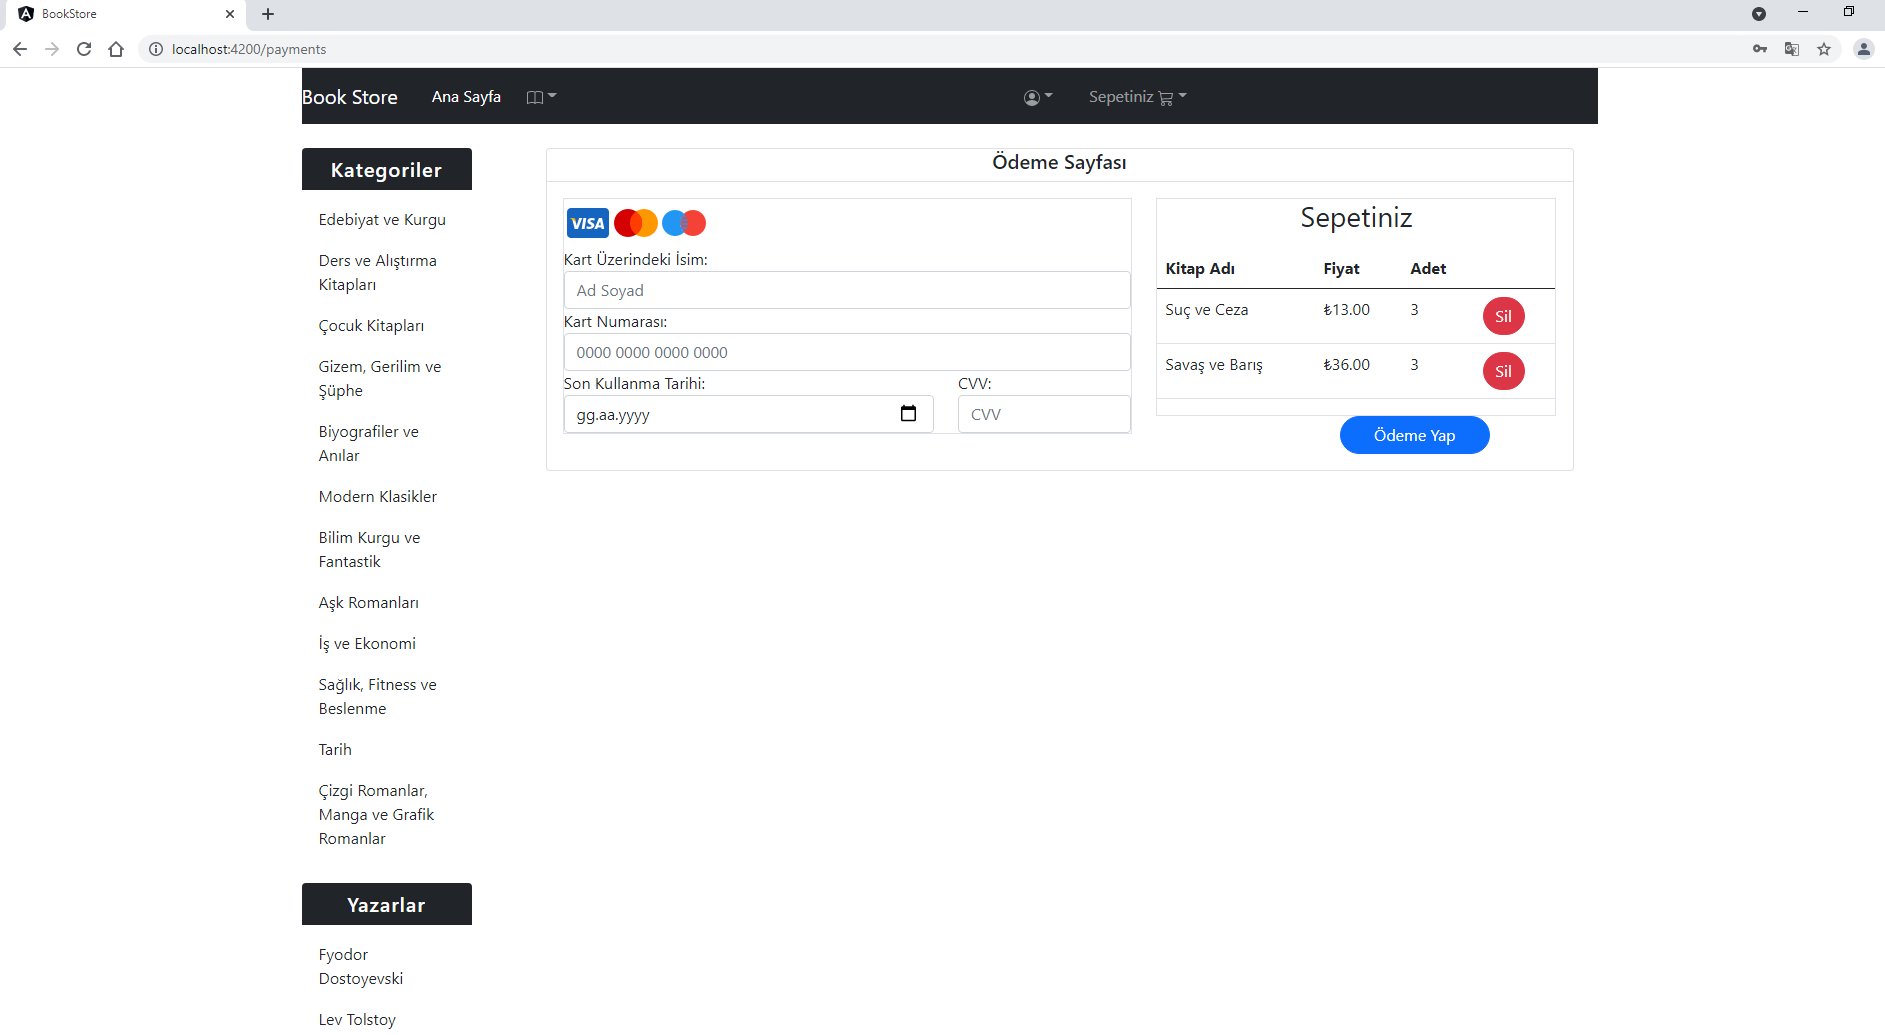 BookStore
localhost:4200/payments
Book Store Ana Sayfa Sepetiniz
Kategoriler
Edebiyat ve Kurgu
Ders ve Alıştırma
Kitapları
Çocuk Kitapları
Gizem, Gerilim ve
Şüphe
Biyografiler ve
Anılar
Modern Klasikler
Bilim Kurgu ve
Fantastik
Aşk Romanları
İş ve Ekonomi
Sağlık, Fitness ve
Beslenme
Tarih
Çizgi Romanlar,
Manga ve Grafik
Romanlar
Yazarlar
Fyodor
Dostoyevski
Lev Tolstoy
Ödeme Sayfası
VISA
Kart Üzerindeki İsim:
Ad Soyad
Kart Numarası:
0000 0000 0000 0000
Son Kullanma Tarihi: CVV:
gg.aa.yyyy CVV
Sepetiniz
Kitap Adı Fiyat Adet
Suç ve Ceza ₺13.00 3 Sil
Savaş ve Barış ₺36.00 3 Sil
Ödeme Yap